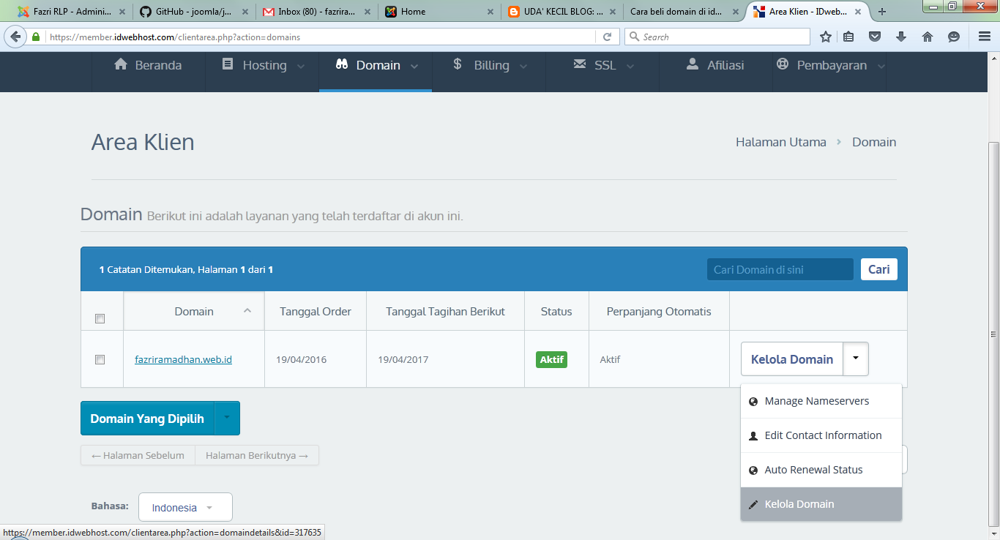 Fazri RLP - Admini...
GitHub - joomla/j...
Inbox (80) - fazrira...
Home
UDA' KECIL BLOG: ...
Cara beli domain di id...
Area Klien - IDweb...
https://member.idwebhost.com/clientarea.php?action=domains
Search
Beranda
Hosting
Domain
Billing
SSL
Afiliasi
Pembayaran
Area Klien
Halaman Utama > Domain
Domain Berikut ini adalah layanan yang telah terdaftar di akun ini.
1 Catatan Ditemukan, Halaman 1 dari 1
Cari Domain di sini
Cari
Domain
Tanggal Order
Tanggal Tagihan Berikut
Status
Perpanjang Otomatis
fazriramadhan.web.id
19/04/2016
19/04/2017
Aktif
Aktif
Kelola Domain
Manage Nameservers
Edit Contact Information
Auto Renewal Status
Kelola Domain
Domain Yang Dipilih
← Halaman Sebelum
Halaman Berikutnya →
Bahasa:
Indonesia
https://member.idwebhost.com/clientarea.php?action=domaindetails&id=317635